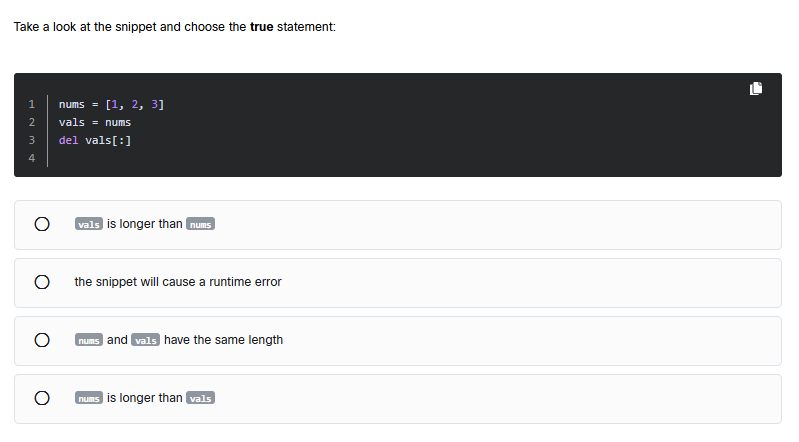 Take a look at the snippet and choose the true statement:
1 nums = [1, 2, 3]
2 vals = nums
3 del vals[:]
4
vals is longer than nums
the snippet will cause a runtime error
nums and vals have the same length
nums is longer than vals